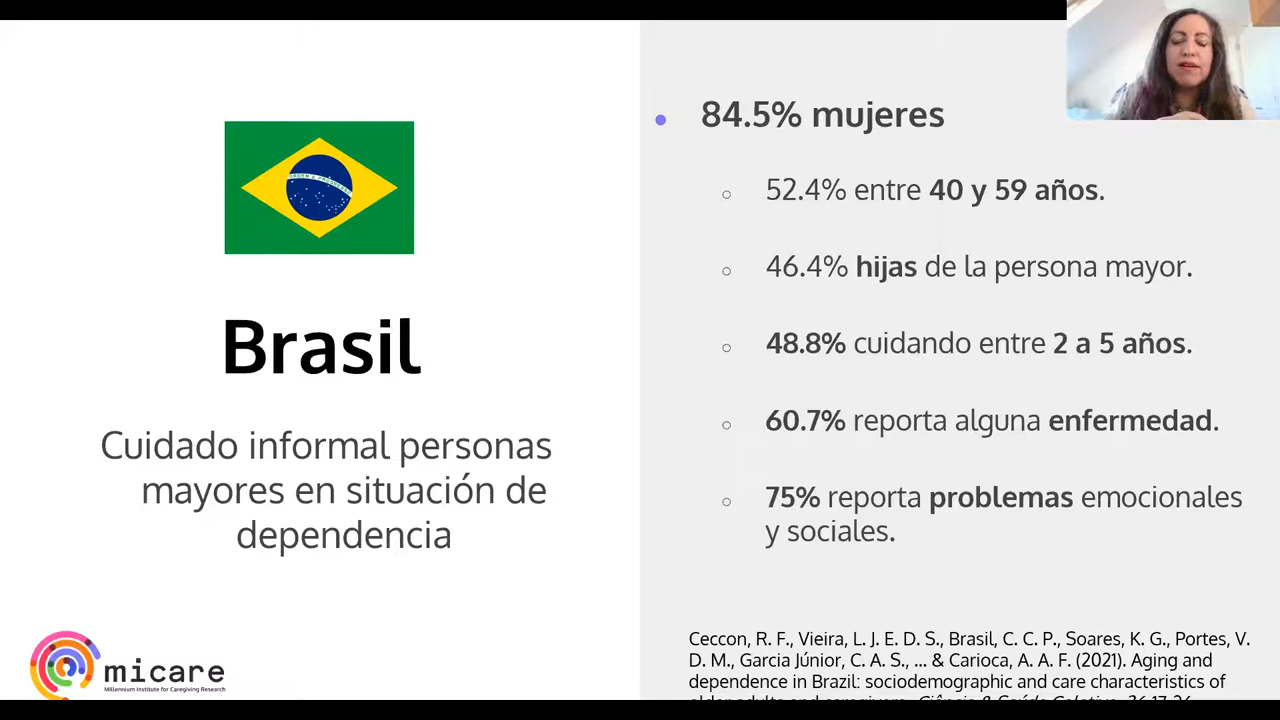 Brasil
Cuidado informal personas
mayores en situación de
dependencia
micare
Millennium Institute for Caregiving Research
84.5% mujeres
52.4% entre 40 y 59 años.
46.4% hijas de la persona mayor.
48.8% cuidando entre 2 a 5 años.
60.7% reporta alguna enfermedad.
75% reporta problemas emocionales
y sociales.
Ceccon, R. F., Vieira, L. J. E. D. S., Brasil, C. C. P., Soares, K. G., Portes, V.
D. M., Garcia Júnior, C. A. S., ... & Carioca, A. A. F. (2021). Aging and
dependence in Brazil: sociodemographic and care characteristics of